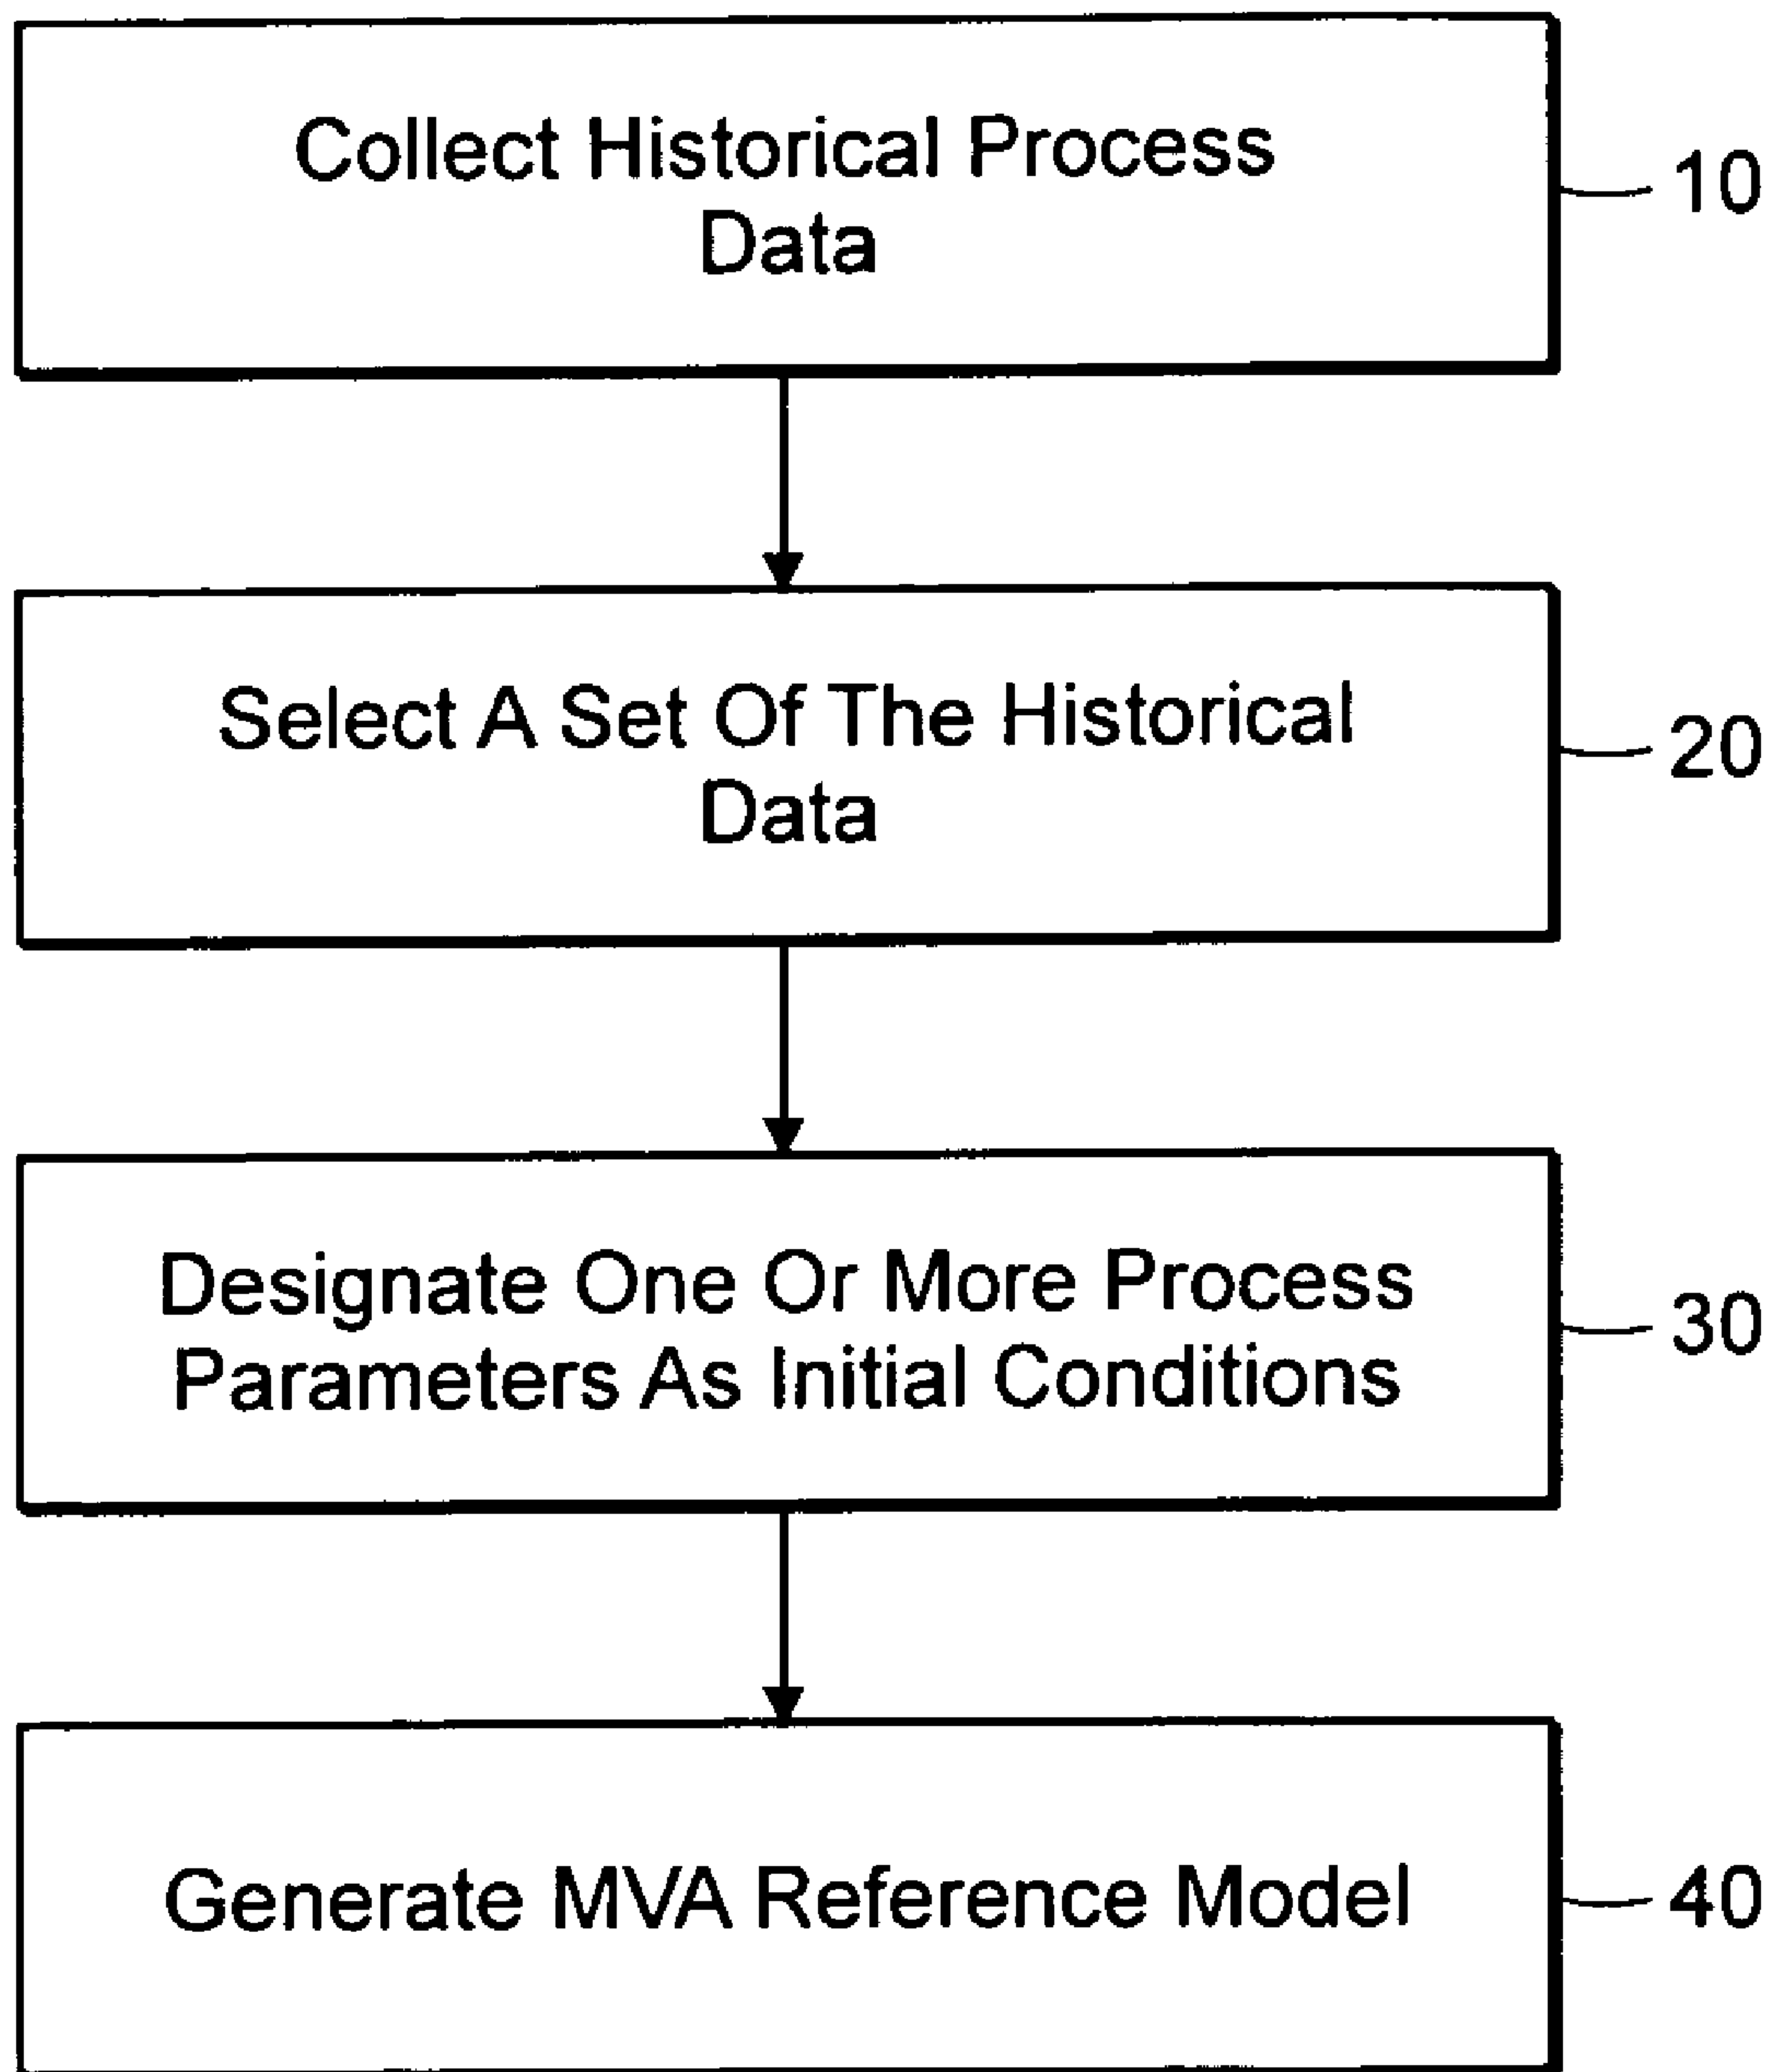 Collect Historical Process
Data
10
Select A Set Of The Historical
Data
20
Designate One Or More Process
Parameters As Initial Conditions
30
Generate MVA Reference Model
40